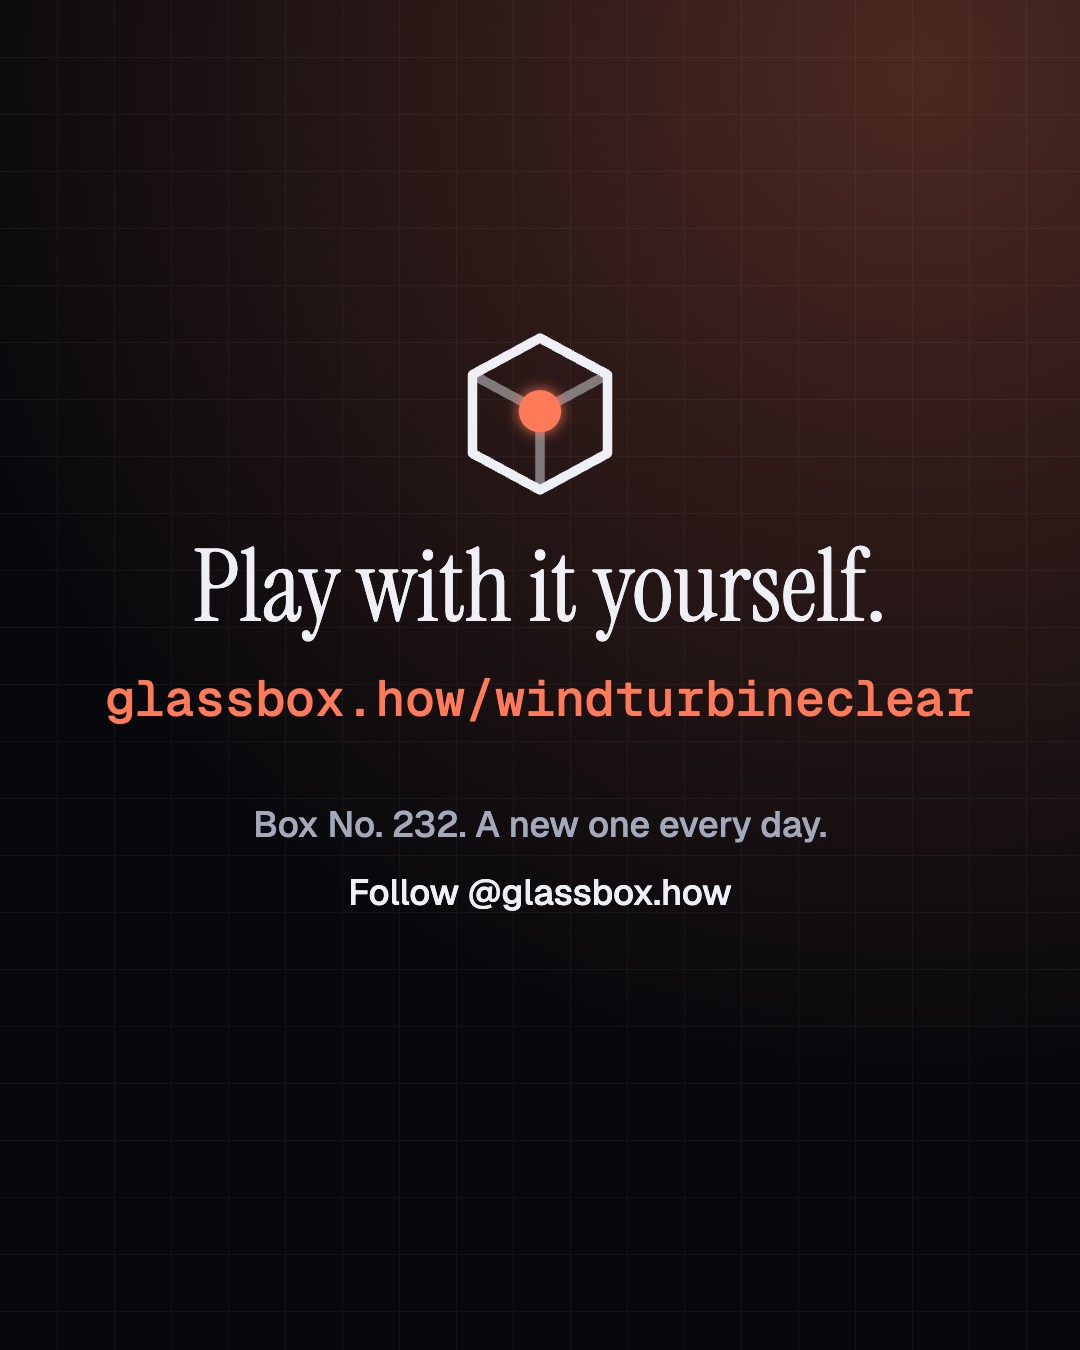 Play with it yourself.
glassbox.how/windturbineclear
Box No. 232. A new one every day.
Follow @glassbox.how